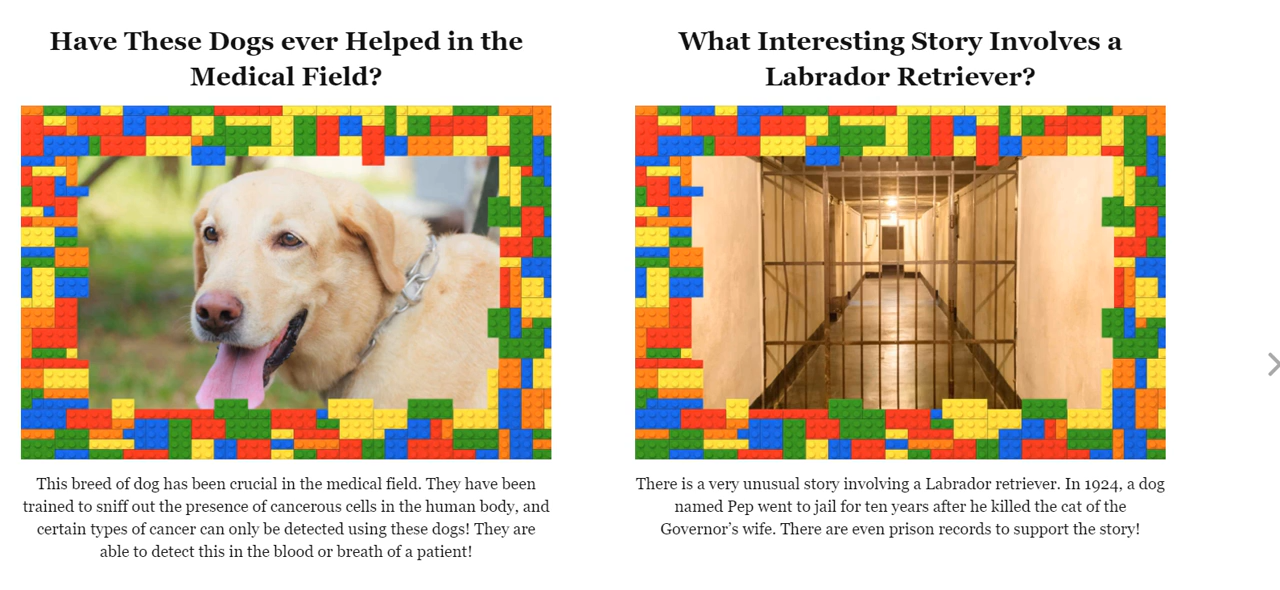 Have These Dogs ever Helped in the
Medical Field?
This breed of dog has been crucial in the medical field. They have been
trained to sniff out the presence of cancerous cells in the human body, and
certain types of cancer can only be detected using these dogs! They are
able to detect this in the blood or breath of a patient!
What Interesting Story Involves a
Labrador Retriever?
There is a very unusual story involving a Labrador retriever. In 1924, a dog
named Pep went to jail for ten years after he killed the cat of the
Governor’s wife. There are even prison records to support the story!